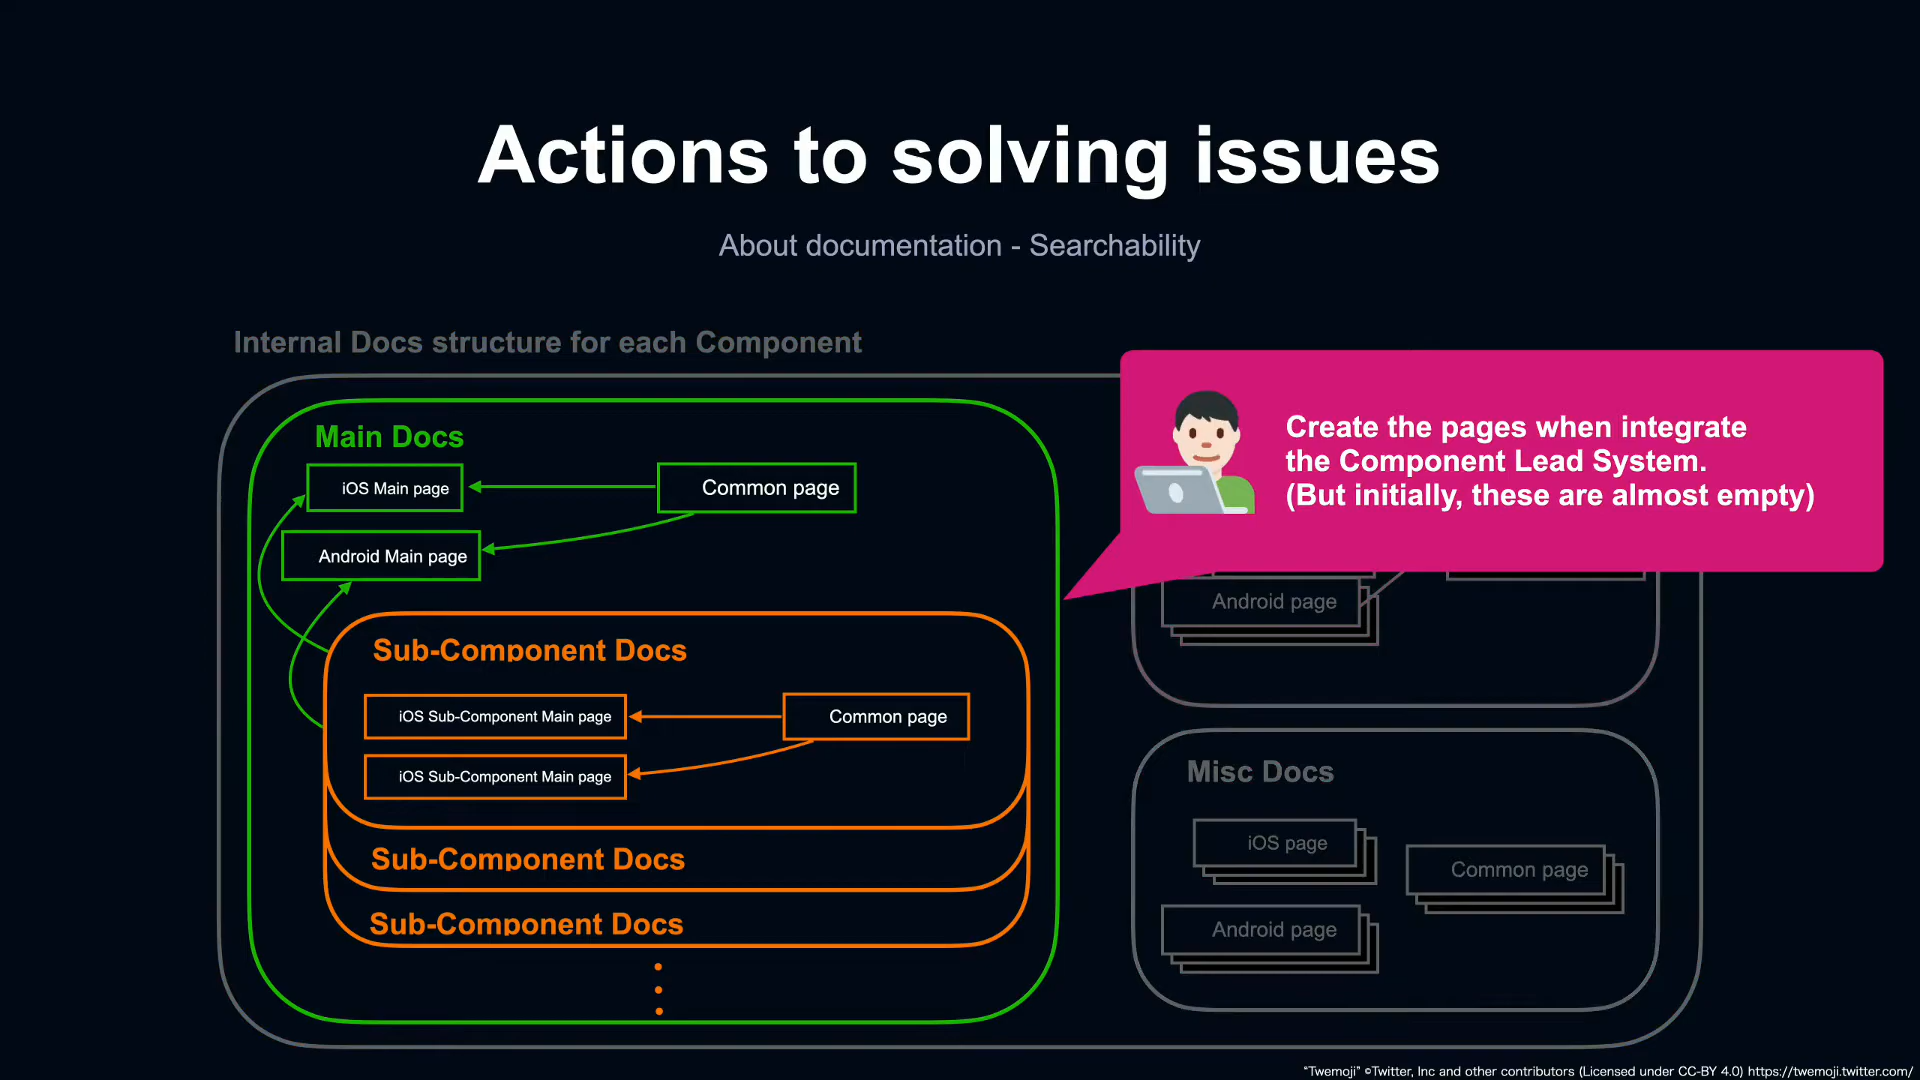 Actions to solving issues
About documentation - Searchability
Internal Docs structure for each Component
Main Docs
iOS Main page
Common page
Android Main page
Sub-Component Docs
iOS Sub-Component Main page
Common page
iOS Sub-Component Main page
Sub-Component Docs
Sub-Component Docs
Create the pages when integrate
the Component Lead System.
(But initially, these are almost empty)
Android page
Misc Docs
iOS page
Common page
Android page
"Twemoji" ©Twitter, Inc and other contributors (Licensed under CC-BY 4.0) https://twemoji.twitter.com/